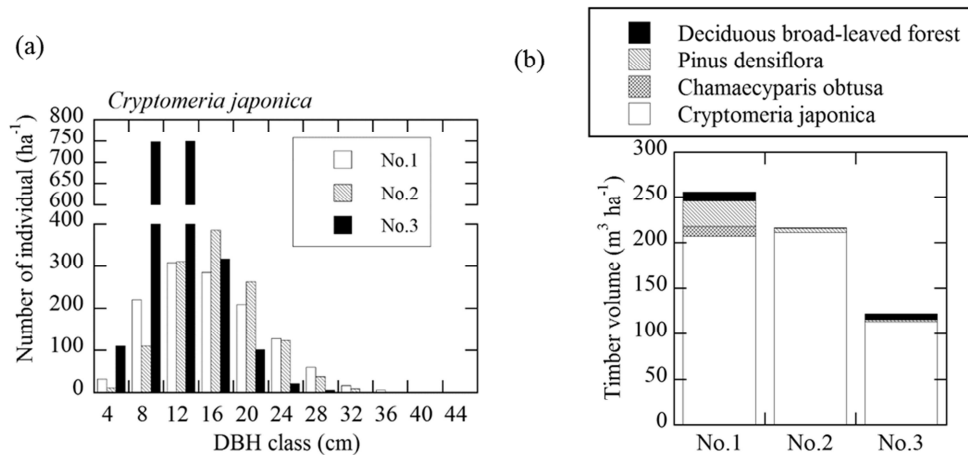 (a)
Cryptomeria japonica
Number of individual (ha⁻¹)
800
750
700
650
600
400
300
200
100
0
No.1
No.2
No.3
4 8 12 16 20 24 28 32 36 40 44
DBH class (cm)
(b)
Deciduous broad-leaved forest
Pinus densiflora
Chamaecyparis obtusa
Cryptomeria japonica
Timber volume (m³ ha⁻¹)
300
250
200
150
100
50
0
No.1 No.2 No.3